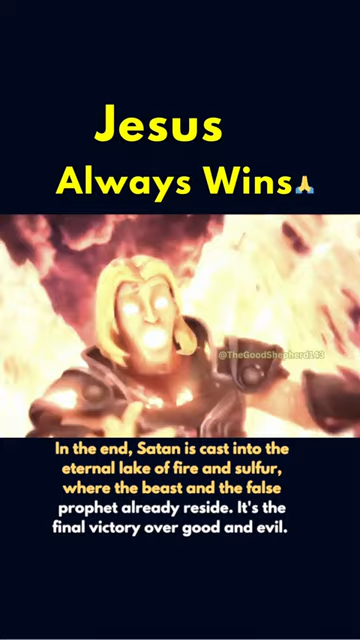 Jesus
Always Wins🙏
@TheGoodShepherd143
In the end, Satan is cast into the
eternal lake of fire and sulfur,
where the beast and the false
prophet already reside. It's the
final victory over good and evil.